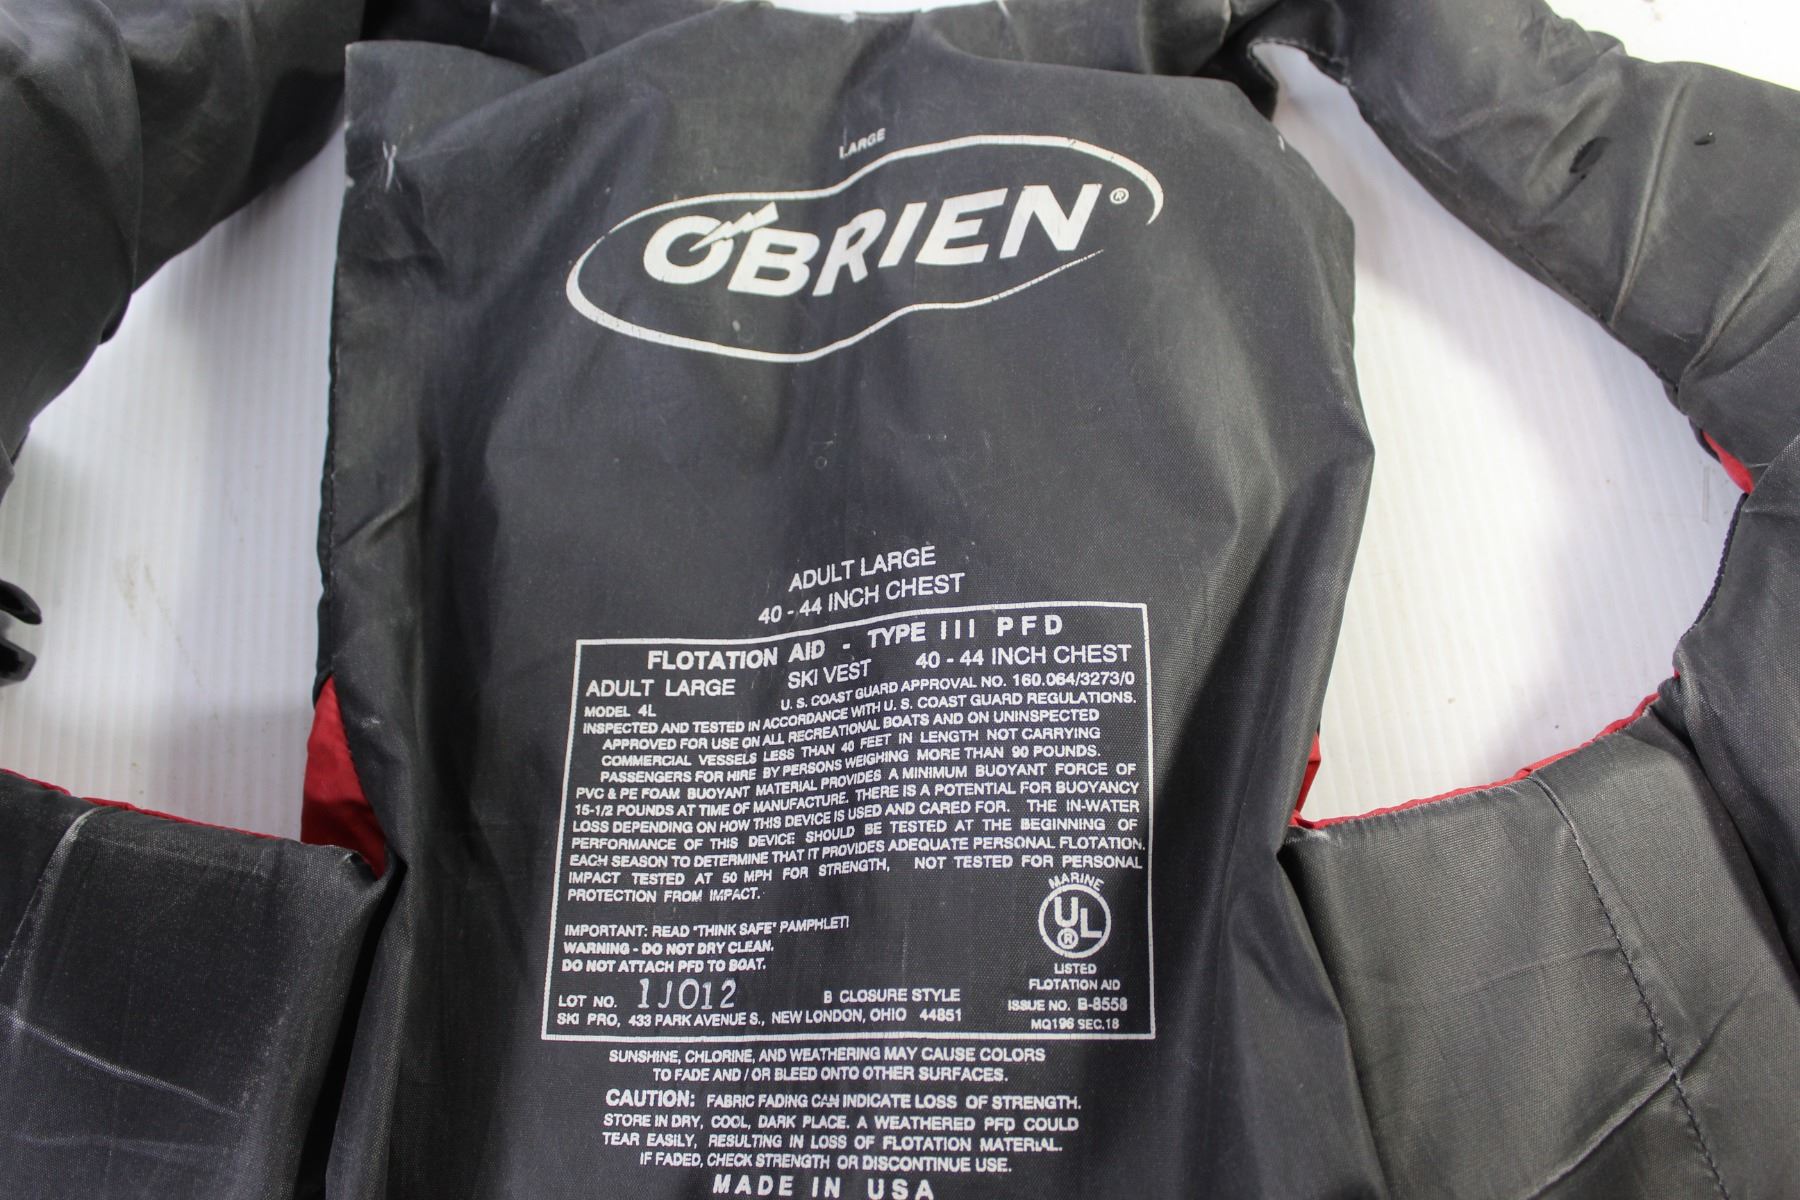 LARGE
O'BRIEN®
ADULT LARGE
40 - 44 INCH CHEST
FLOTATION AID - TYPE III PFD
ADULT LARGE SKI VEST 40 - 44 INCH CHEST
MODEL 4L U. S. COAST GUARD APPROVAL NO. 160.064/3273/0
INSPECTED AND TESTED IN ACCORDANCE WITH U. S. COAST GUARD REGULATIONS.
APPROVED FOR USE ON ALL RECREATIONAL BOATS AND ON UNINSPECTED
COMMERCIAL VESSELS LESS THAN 40 FEET IN LENGTH NOT CARRYING
PASSENGERS FOR HIRE BY PERSONS WEIGHING MORE THAN 90 POUNDS.
PVC & PE FOAM BUOYANT MATERIAL PROVIDES A MINIMUM BUOYANT FORCE OF
15-1/2 POUNDS AT TIME OF MANUFACTURE. THERE IS A POTENTIAL FOR BUOYANCY
LOSS DEPENDING ON HOW THIS DEVICE IS USED AND CARED FOR. THE IN-WATER
PERFORMANCE OF THIS DEVICE SHOULD BE TESTED AT THE BEGINNING OF
EACH SEASON TO DETERMINE THAT IT PROVIDES ADEQUATE PERSONAL FLOTATION.
IMPACT TESTED AT 50 MPH FOR STRENGTH, NOT TESTED FOR PERSONAL
PROTECTION FROM IMPACT.
MARINE
UL®
LISTED
FLOTATION AID
ISSUE NO. B-8558
MQ196 SEC.18
IMPORTANT: READ "THINK SAFE" PAMPHLET!
WARNING - DO NOT DRY CLEAN.
DO NOT ATTACH PFD TO BOAT.
LOT NO. 1J012 B CLOSURE STYLE
SKI PRO, 433 PARK AVENUE S., NEW LONDON, OHIO 44851
SUNSHINE, CHLORINE, AND WEATHERING MAY CAUSE COLORS
TO FADE AND / OR BLEED ONTO OTHER SURFACES.
CAUTION: FABRIC FADING CAN INDICATE LOSS OF STRENGTH.
STORE IN DRY, COOL, DARK PLACE. A WEATHERED PFD COULD
TEAR EASILY, RESULTING IN LOSS OF FLOTATION MATERIAL.
IF FADED, CHECK STRENGTH OR DISCONTINUE USE.
MADE IN USA